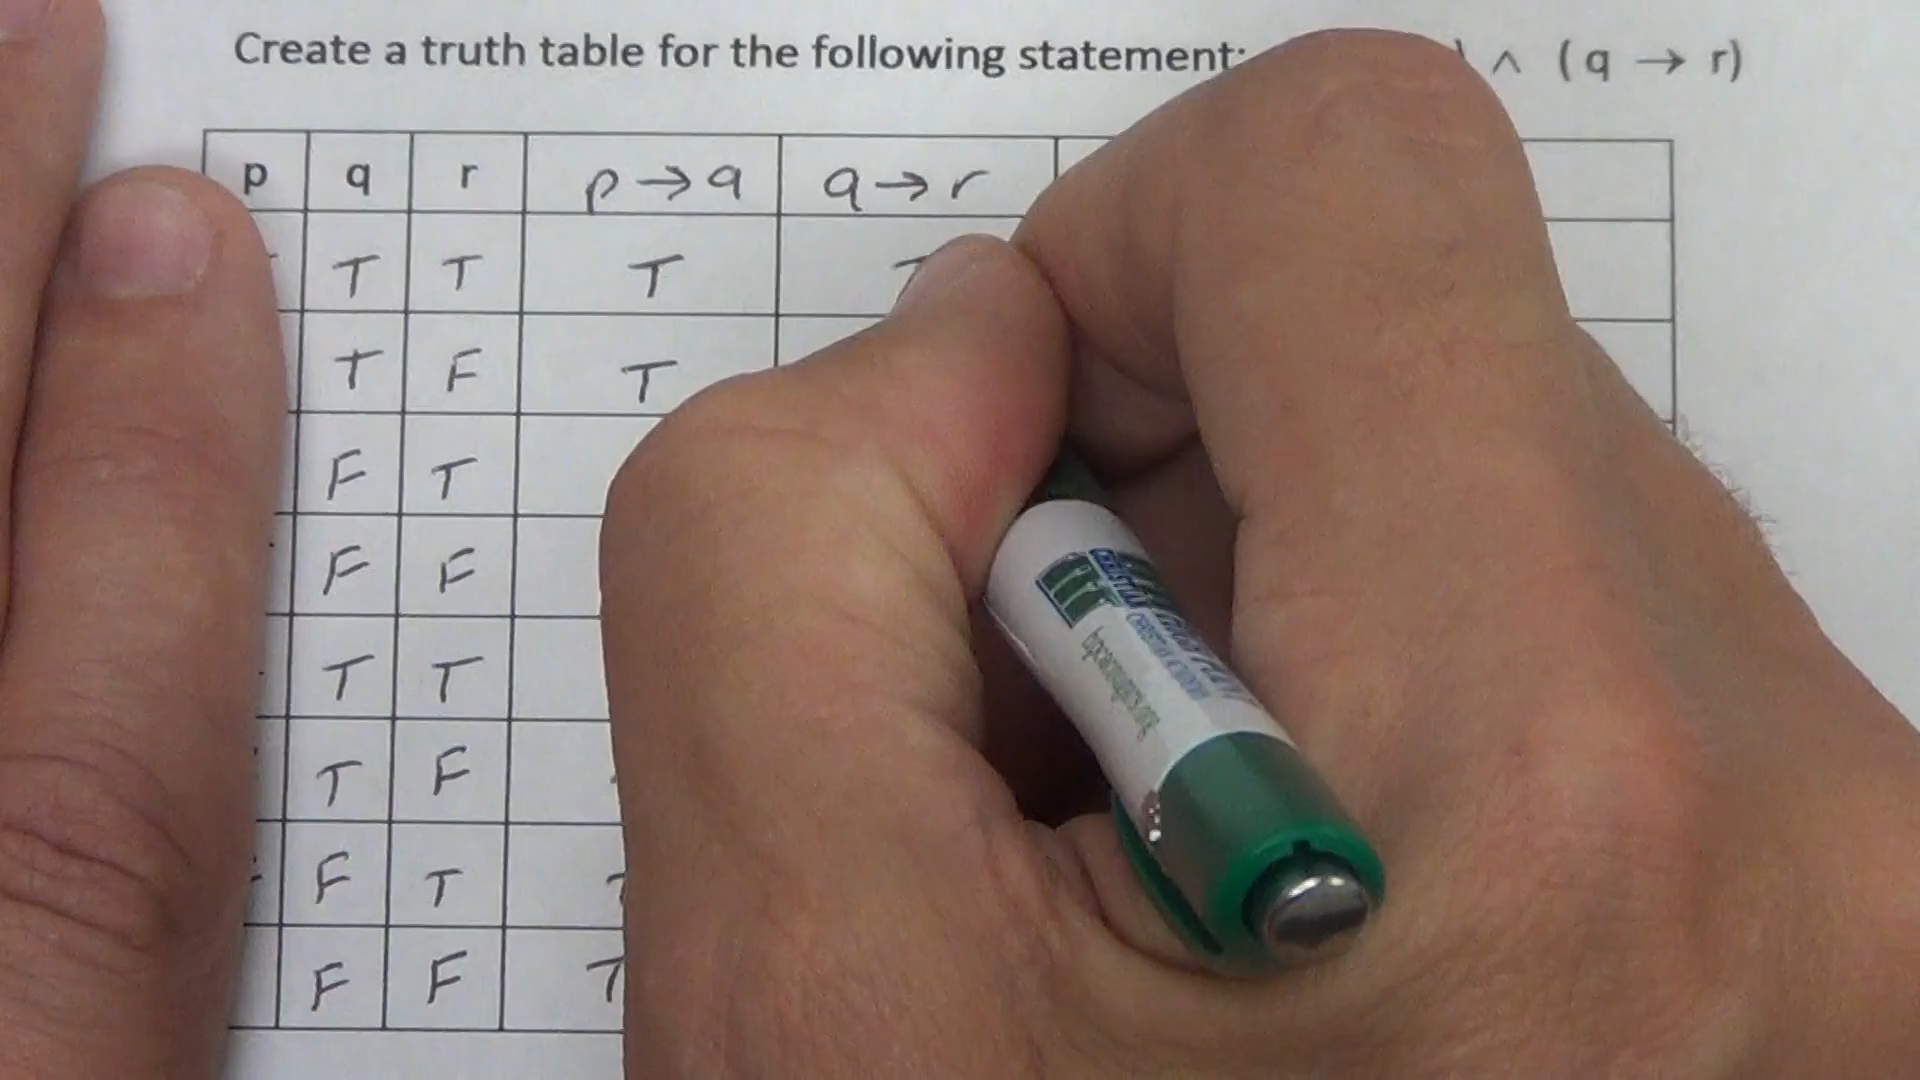 Create a truth table for the following statement: ∧ (q → r)
p q r p→q q→r
T T T T
T F T
F T
F F
T T
T F
F T
F F T